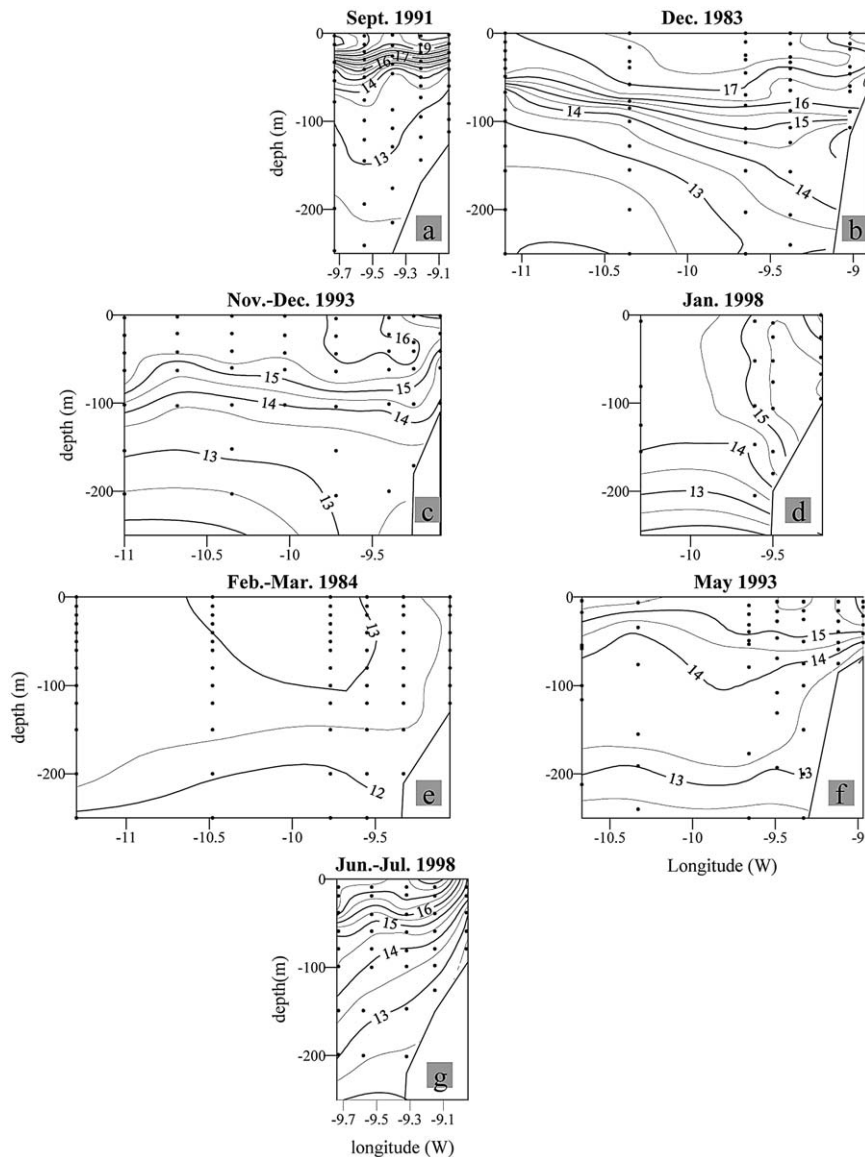 Sept. 1991
Dec. 1983
0
-100
-200
deph (m)
16
17
19
14
13
a
-9.7 -9.5 -9.3 -9.1
17
16
15
14
14
13
b
-11 -10.5 -10 -9.5 -9
Nov.-Dec. 1993
Jan. 1998
0
-100
-200
depth (m)
16
15
15
14
14
13
13
c
-11 -10.5 -10 -9.5
0
-100
-200
15
14
13
d
-10 -9.5
Feb.-Mar. 1984
May 1993
0
-100
-200
depth (m)
13
12
e
-11 -10.5 -10 -9.5
0
-100
-200
15
14
14
13
13
f
-10.5 -10 -9.5 -9
Longitude (W)
Jun.-Jul. 1998
0
-100
-200
depth(m)
16
15
14
13
g
-9.7 -9.5 -9.3 -9.1
longitude (W)